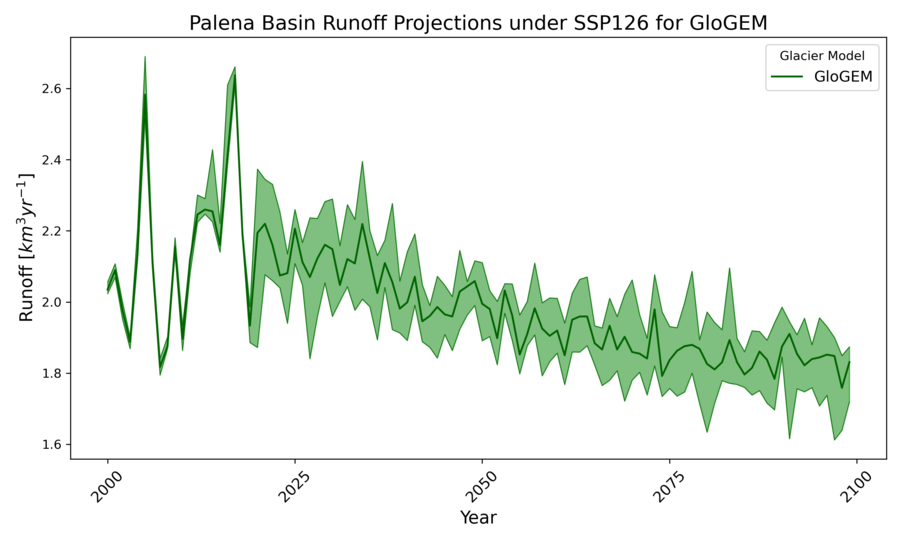 Palena Basin Runoff Projections under SSP126 for GloGEM
Glacier Model
GloGEM
Runoff [km³yr⁻¹]
2.6
2.4
2.2
2.0
1.8
1.6
2000
2025
2050
2075
2100
Year